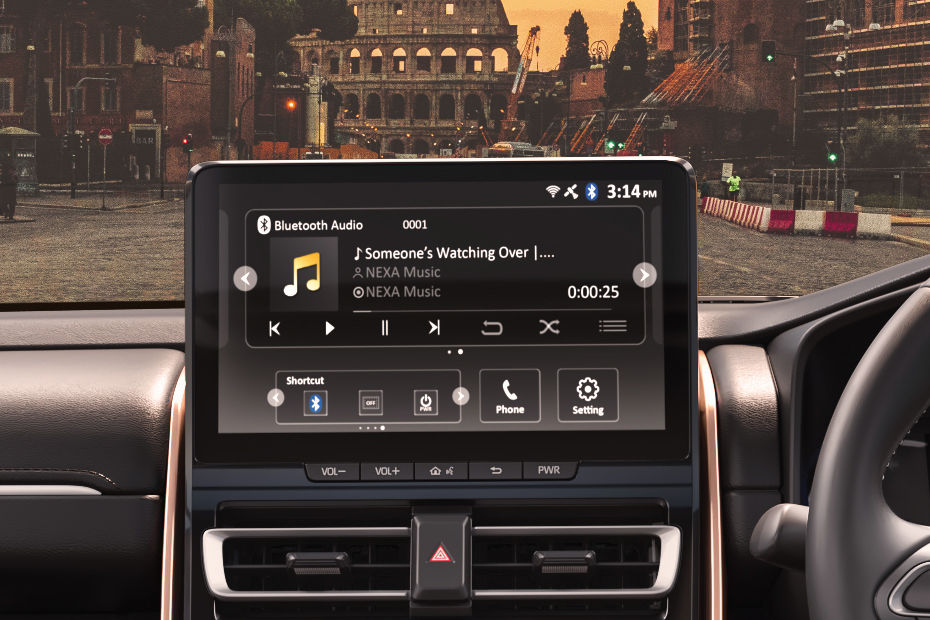 BAR
3:14 PM
Bluetooth Audio 0001
Someone's Watching Over |....
NEXA Music
NEXA Music
0:00:25
Shortcut
OFF
PWR
Phone
Setting
VOL− VOL+ PWR